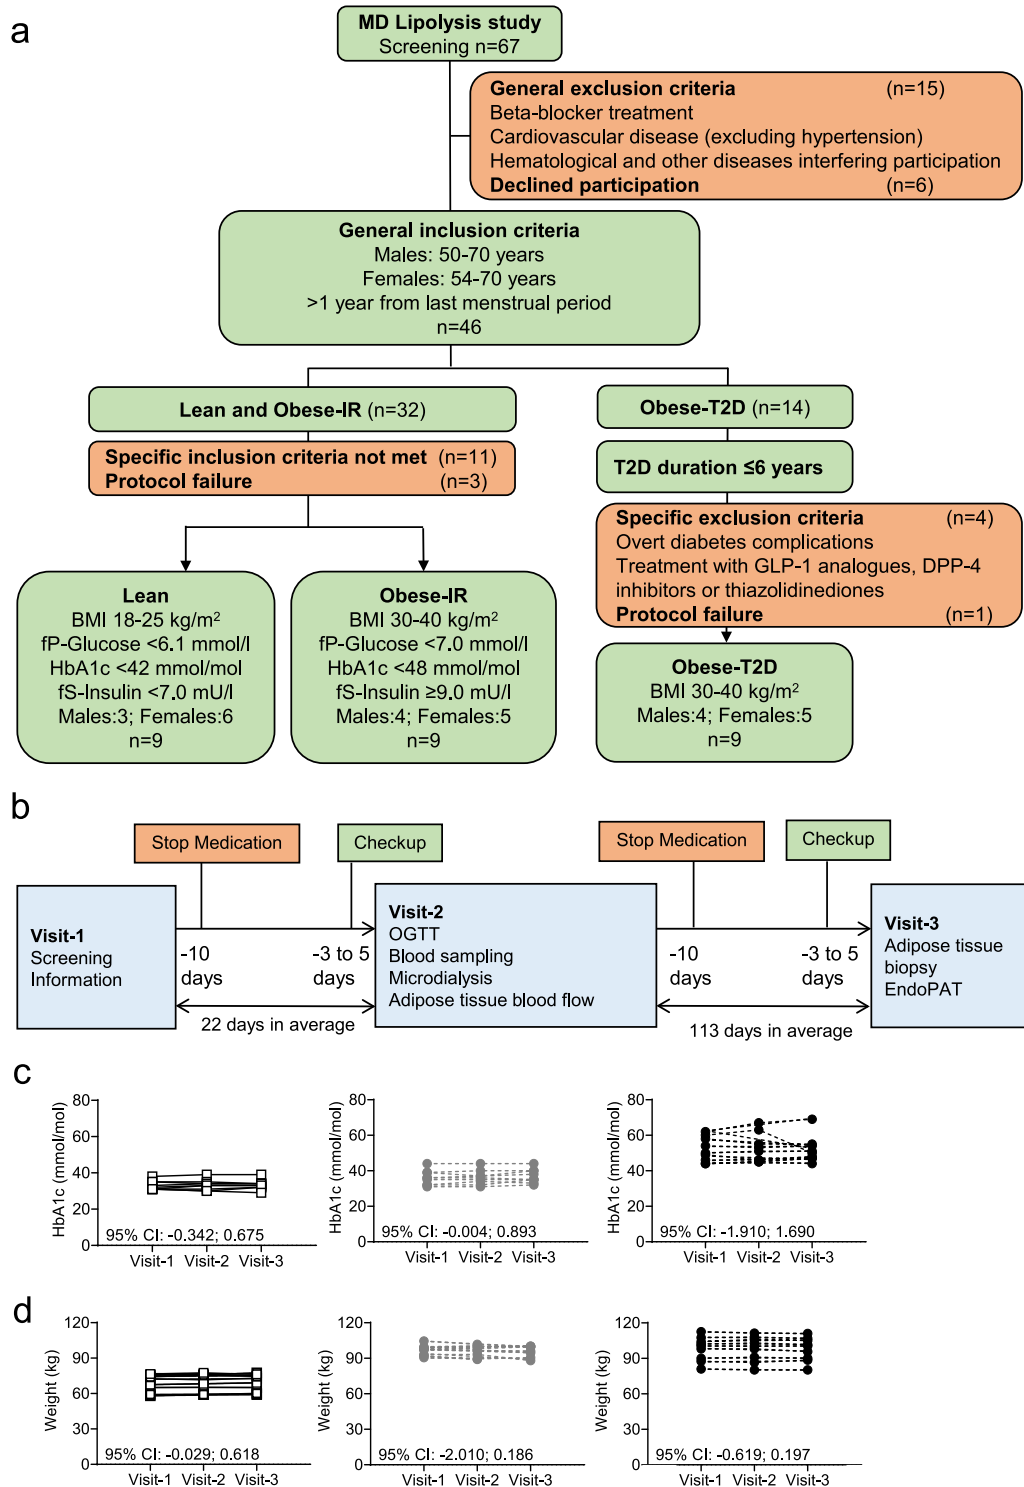 a
MD Lipolysis study
Screening n=67
General exclusion criteria (n=15)
Beta-blocker treatment
Cardiovascular disease (excluding hypertension)
Hematological and other diseases interfering participation
Declined participation (n=6)
General inclusion criteria
Males: 50-70 years
Females: 54-70 years
>1 year from last menstrual period
n=46
Lean and Obese-IR (n=32)
Specific inclusion criteria not met (n=11)
Protocol failure (n=3)
Obese-T2D (n=14)
T2D duration ≤6 years
Specific exclusion criteria (n=4)
Overt diabetes complications
Treatment with GLP-1 analogues, DPP-4
inhibitors or thiazolidinediones
Protocol failure (n=1)
Lean
BMI 18-25 kg/m²
fP-Glucose <6.1 mmol/l
HbA1c <42 mmol/mol
fS-Insulin <7.0 mU/l
Males:3; Females:6
n=9
Obese-IR
BMI 30-40 kg/m²
fP-Glucose <7.0 mmol/l
HbA1c <48 mmol/mol
fS-Insulin ≥9.0 mU/l
Males:4; Females:5
n=9
Obese-T2D
BMI 30-40 kg/m²
Males:4; Females:5
n=9
b
Stop Medication
Checkup
Stop Medication
Checkup
Visit-1
Screening
Information
-10
days
-3 to 5
days
22 days in average
Visit-2
OGTT
Blood sampling
Microdialysis
Adipose tissue blood flow
-10
days
-3 to 5
days
113 days in average
Visit-3
Adipose tissue
biopsy
EndoPAT
c
HbA1c (mmol/mol)
80
60
40
20
0
95% CI: -0.342; 0.675
Visit-1 Visit-2 Visit-3
HbA1c (mmol/mol)
80
60
40
20
0
95% CI: -0.004; 0.893
Visit-1 Visit-2 Visit-3
HbA1c (mmol/mol)
80
60
40
20
0
95% CI: -1.910; 1.690
Visit-1 Visit-2 Visit-3
d
Weight (kg)
120
90
60
30
0
95% CI: -0.029; 0.618
Visit-1 Visit-2 Visit-3
Weight (kg)
120
90
60
30
0
95% CI: -2.010; 0.186
Visit-1 Visit-2 Visit-3
Weight (kg)
120
90
60
30
0
95% CI: -0.619; 0.197
Visit-1 Visit-2 Visit-3